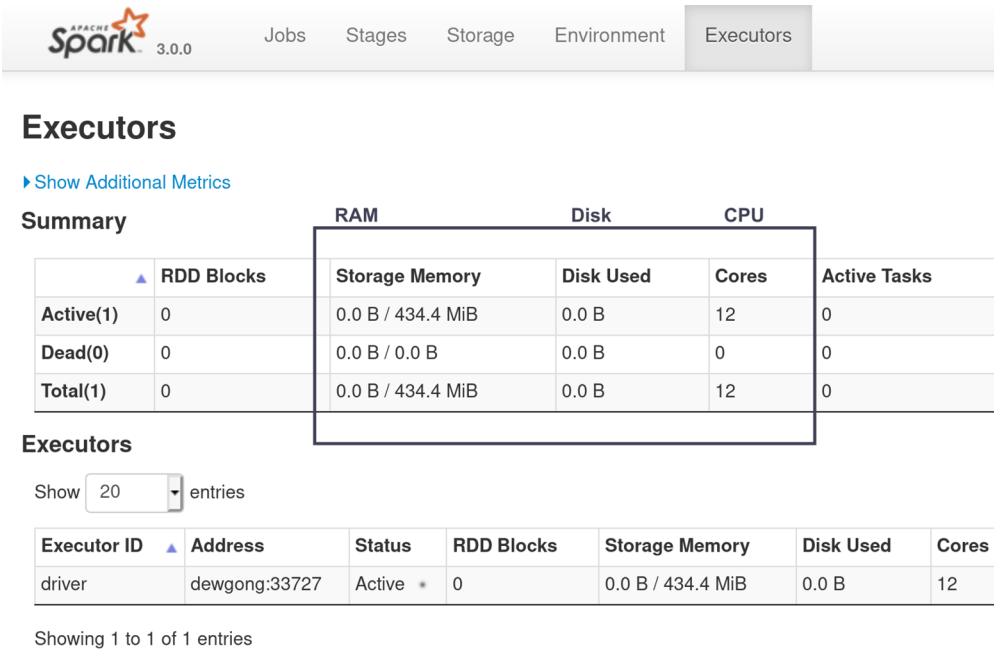 APACHE
Spark 3.0.0 Jobs Stages Storage Environment Executors
Executors
Show Additional Metrics
Summary
RAM Disk CPU
RDD Blocks Storage Memory Disk Used Cores Active Tasks
Active(1) 0 0.0 B / 434.4 MiB 0.0 B 12 0
Dead(0) 0 0.0 B / 0.0 B 0.0 B 0 0
Total(1) 0 0.0 B / 434.4 MiB 0.0 B 12 0
Executors
Show 20 entries
Executor ID Address Status RDD Blocks Storage Memory Disk Used Cores
driver dewgong:33727 Active 0 0.0 B / 434.4 MiB 0.0 B 12
Showing 1 to 1 of 1 entries